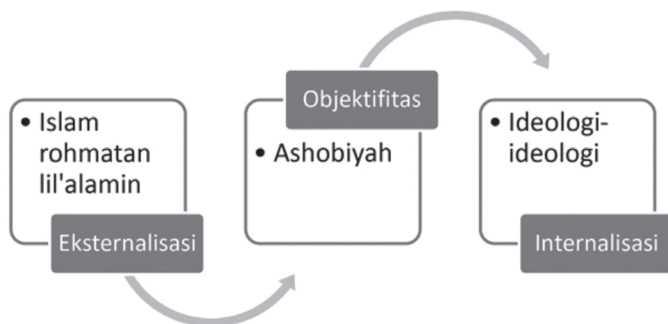 • Islam
rohmatan
lil'alamin
Eksternalisasi
Objektifitas
• Ashobiyah
• Ideologi-
ideologi
Internalisasi